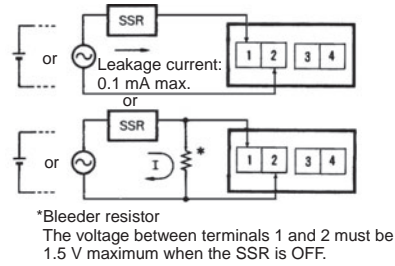 SSR
or
Leakage current:
0.1 mA max.
1 2 3 4
or
SSR
or
I
*
1 2 3 4
*Bleeder resistor
The voltage between terminals 1 and 2 must be
1.5 V maximum when the SSR is OFF.